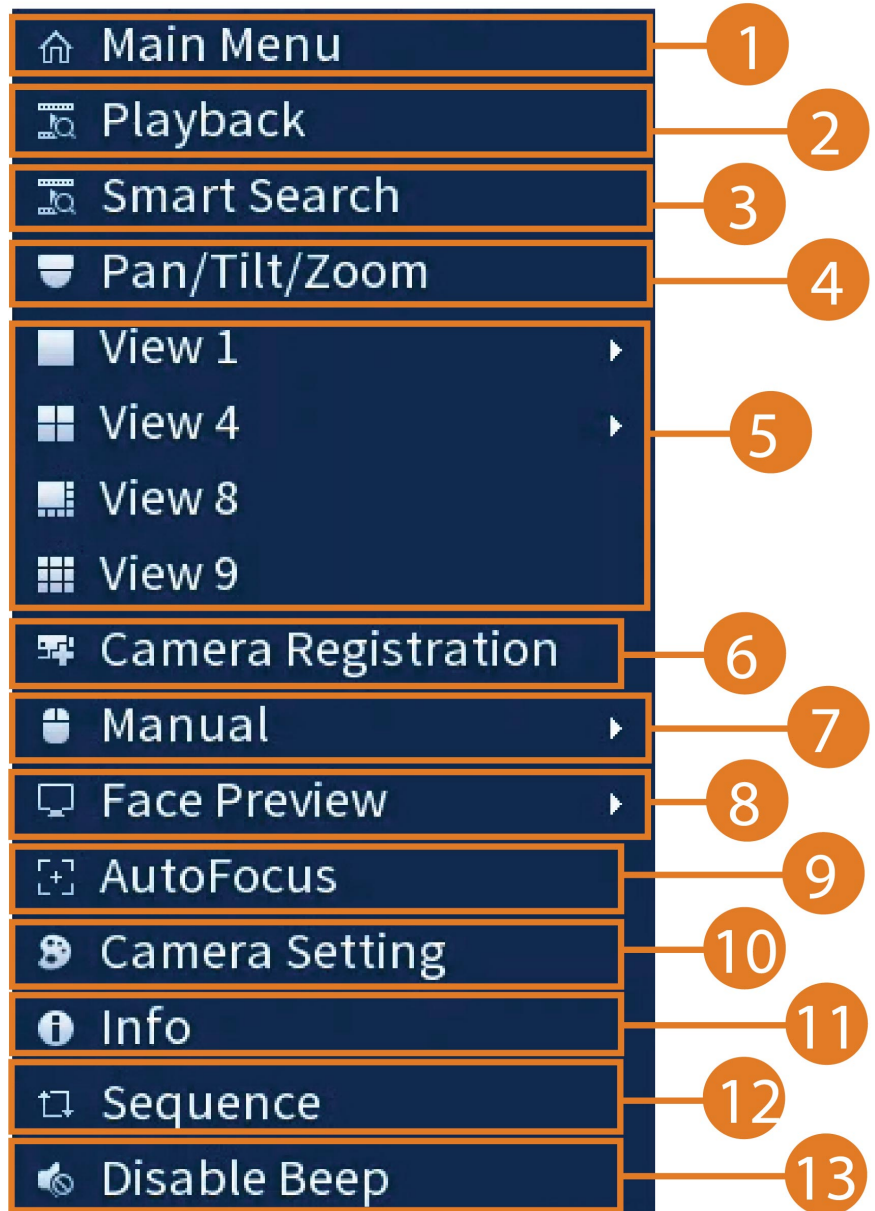 Main Menu 1
Playback 2
Smart Search 3
Pan/Tilt/Zoom 4
View 1
View 4 5
View 8
View 9
Camera Registration 6
Manual 7
Face Preview 8
AutoFocus 9
Camera Setting 10
Info 11
Sequence 12
Disable Beep 13